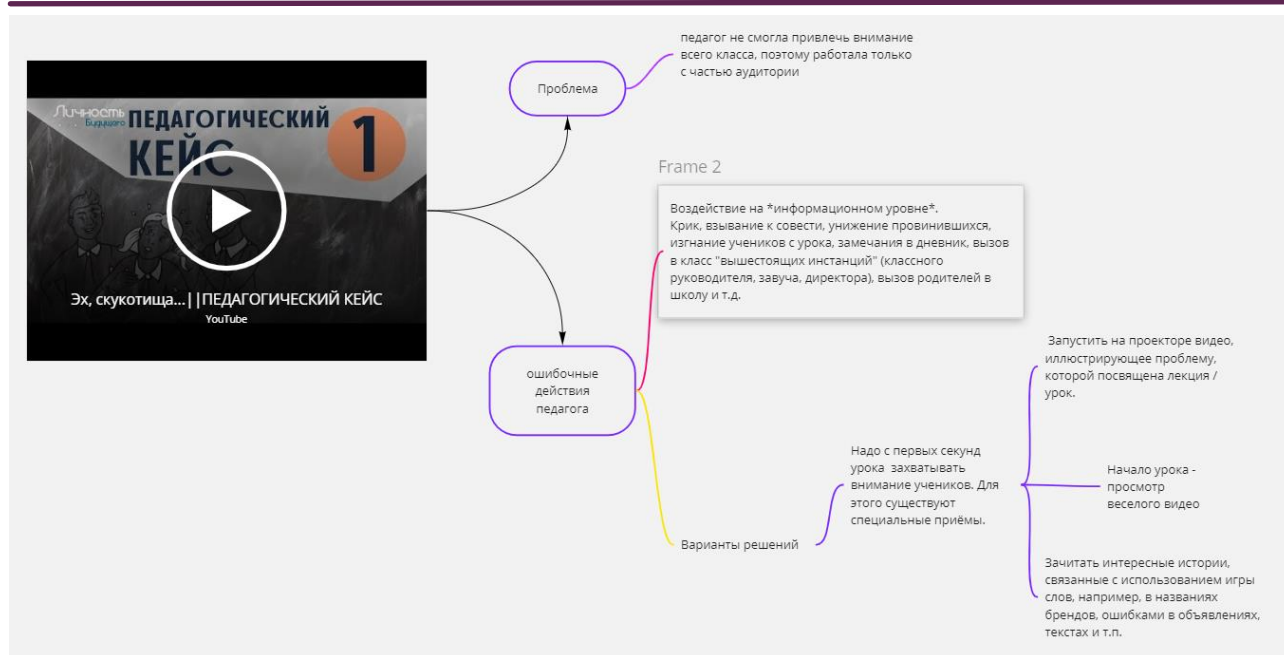 педагог не смогла привлечь внимание
всего класса, поэтому работала только
с частью аудитории
Проблема
Личность
Будущего
ПЕДАГОГИЧЕСКИЙ
КЕЙС
1
Эх, скукотища...||ПЕДАГОГИЧЕСКИЙ КЕЙС
YouTube
Frame 2
Воздействие на *информационном уровне*.
Крик, взывание к совести, унижение провинившихся,
изгнание учеников с урока, замечания в дневник, вызов
в класс "вышестоящих инстанций" (классного
руководителя, завуча, директора), вызов родителей в
школу и т.д.
ошибочные
действия
педагога
Варианты решений
Надо с первых секунд
урока захватывать
внимание учеников. Для
этого существуют
специальные приёмы.
Запустить на проекторе видео,
иллюстрирующее проблему,
которой посвящена лекция /
урок.
Начало урока -
просмотр
веселого видео
Зачитать интересные истории,
связанные с использованием игры
слов, например, в названиях
брендов, ошибками в объявлениях,
текстах и т.п.